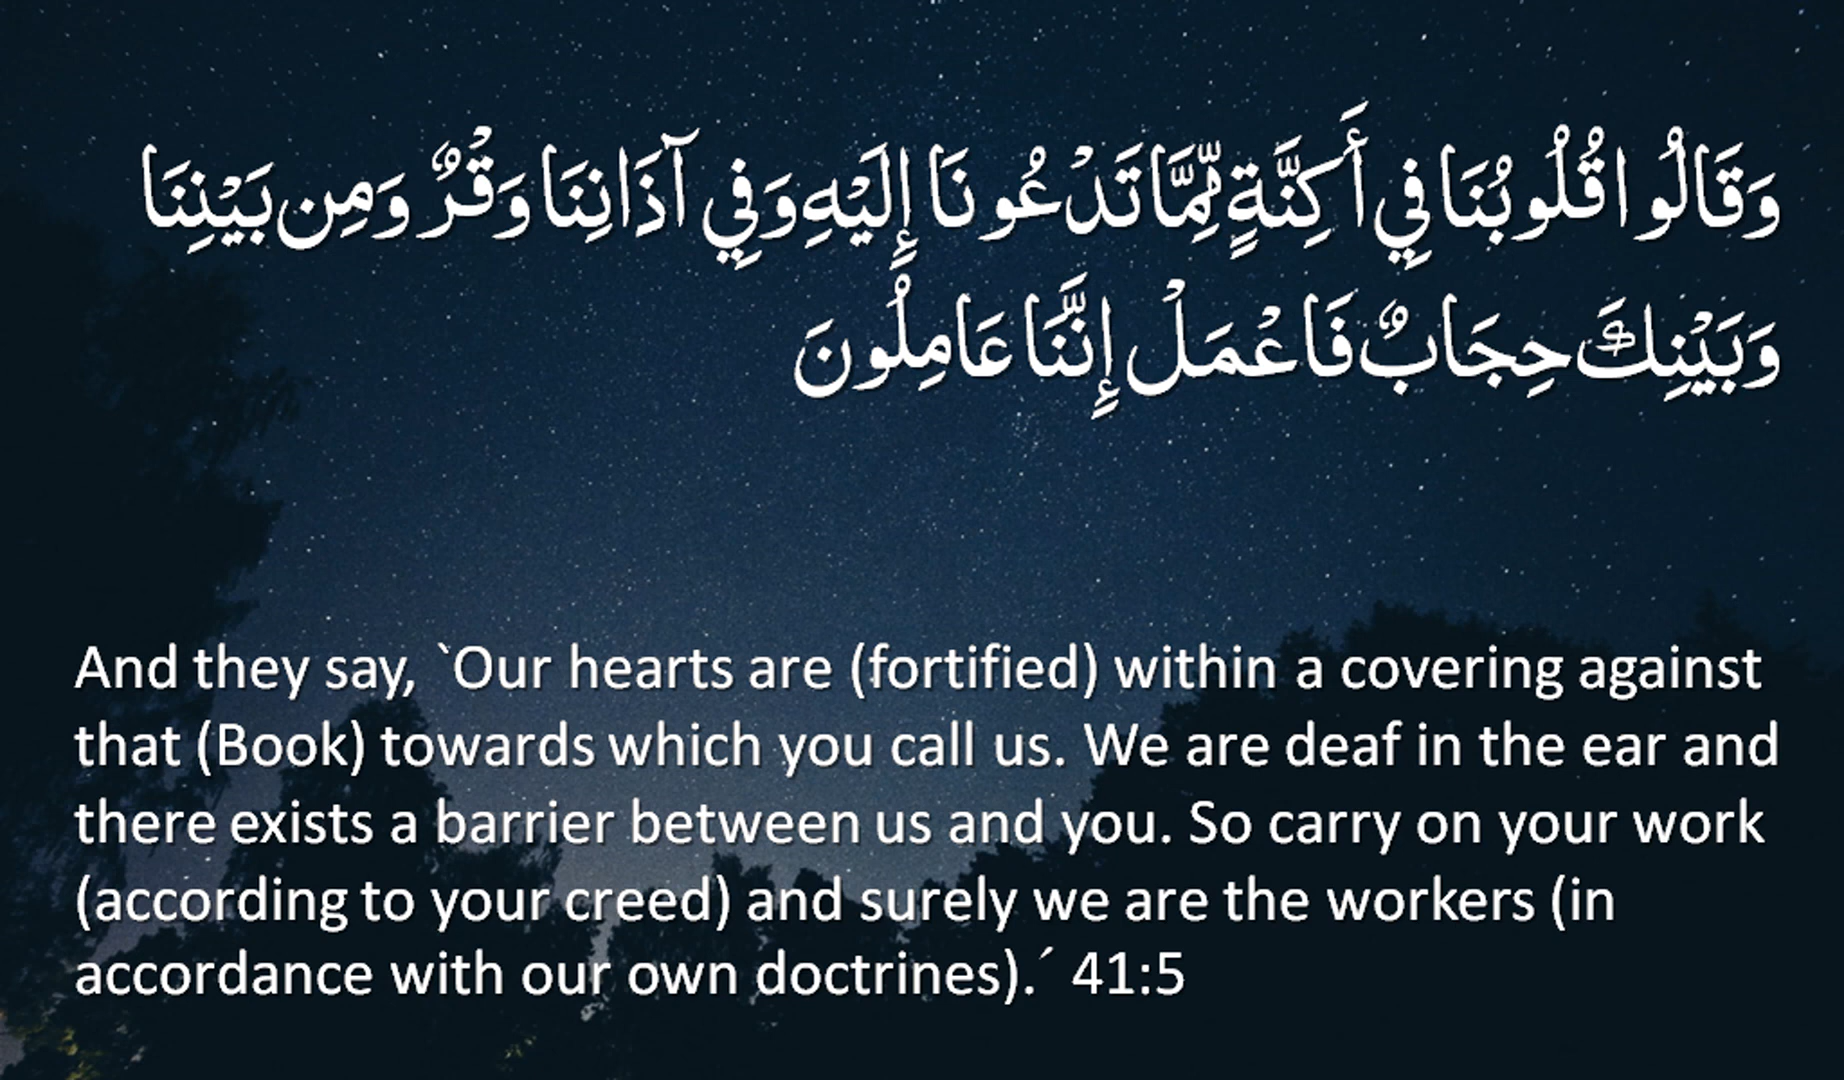 وَقَالُوا قُلُوبُنَا فِي أَكِنَّةٍ مِّمَّا تَدْعُونَا إِلَيْهِ وَفِي آذَانِنَا وَقْرٌ وَمِن بَيْنِنَا
وَبَيْنِكَ حِجَابٌ فَاعْمَلْ إِنَّنَا عَامِلُونَ
And they say, `Our hearts are (fortified) within a covering against
that (Book) towards which you call us. We are deaf in the ear and
there exists a barrier between us and you. So carry on your work
(according to your creed) and surely we are the workers (in
accordance with our own doctrines).´ 41:5